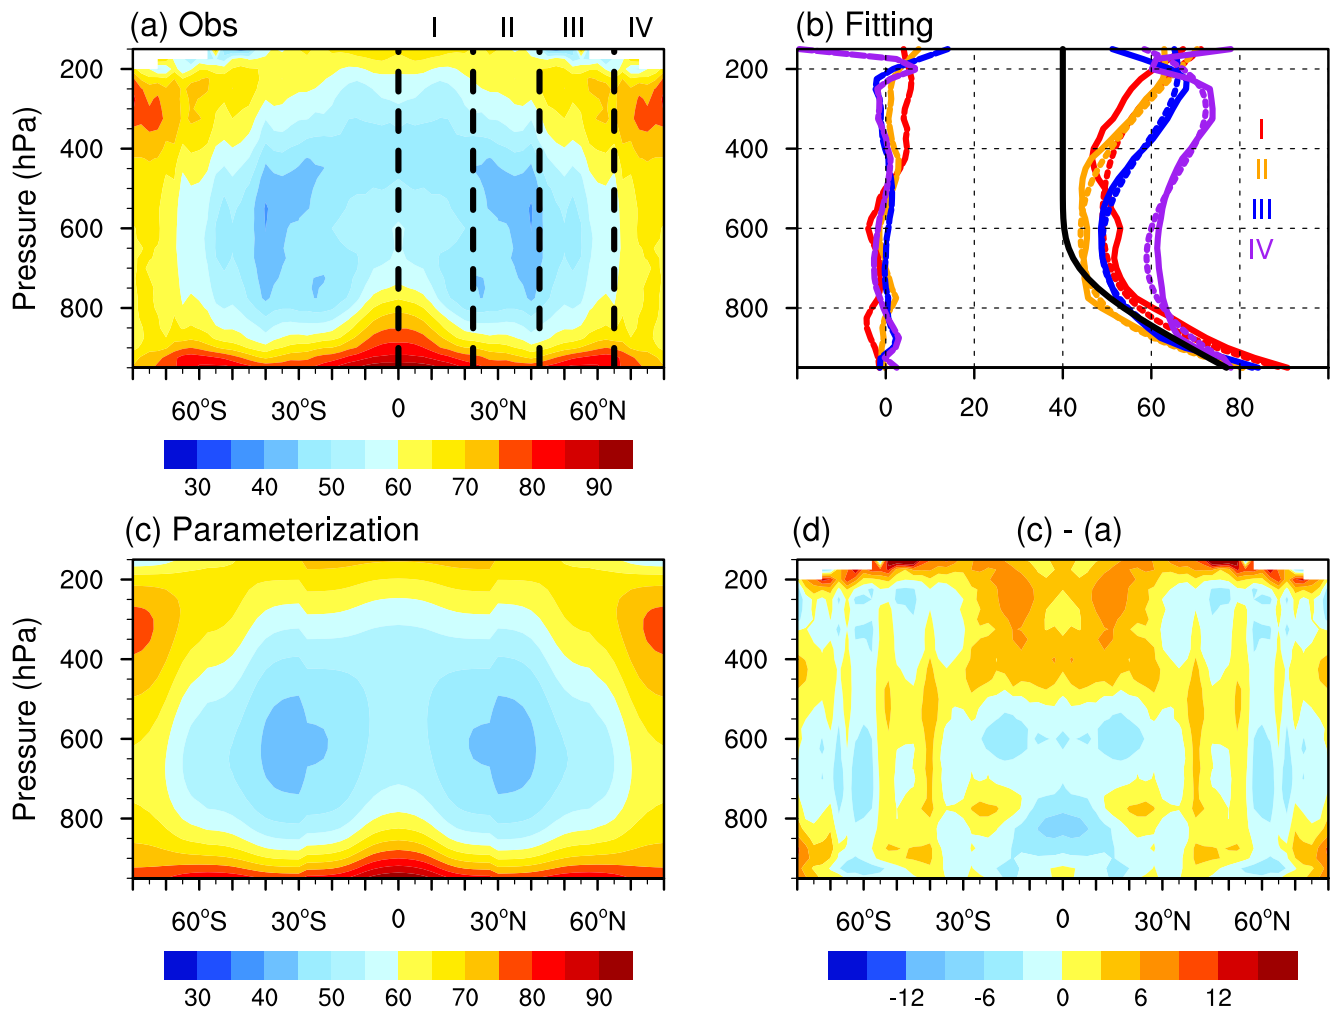 (a) Obs I II III IV
(b) Fitting
Pressure (hPa)
200
400
600
800
60°S 30°S 0 30°N 60°N
30 40 50 60 70 80 90
200
400
600
800
I
II
III
IV
0 20 40 60 80
(c) Parameterization
(d) (c) - (a)
Pressure (hPa)
200
400
600
800
60°S 30°S 0 30°N 60°N
30 40 50 60 70 80 90
200
400
600
800
60°S 30°S 0 30°N 60°N
-12 -6 0 6 12